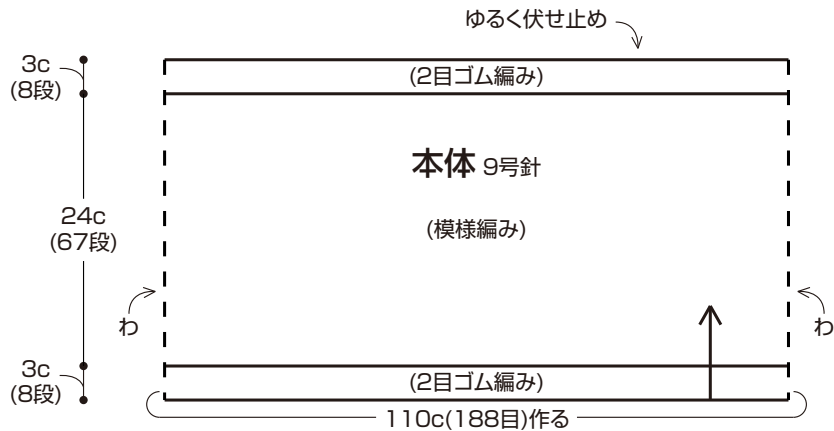 ゆるく伏せ止め
3c
(8段)
(2目ゴム編み)
本体 9号針
24c
(67段)
(模様編み)
わ
わ
3c
(8段)
(2目ゴム編み)
110c(188目)作る